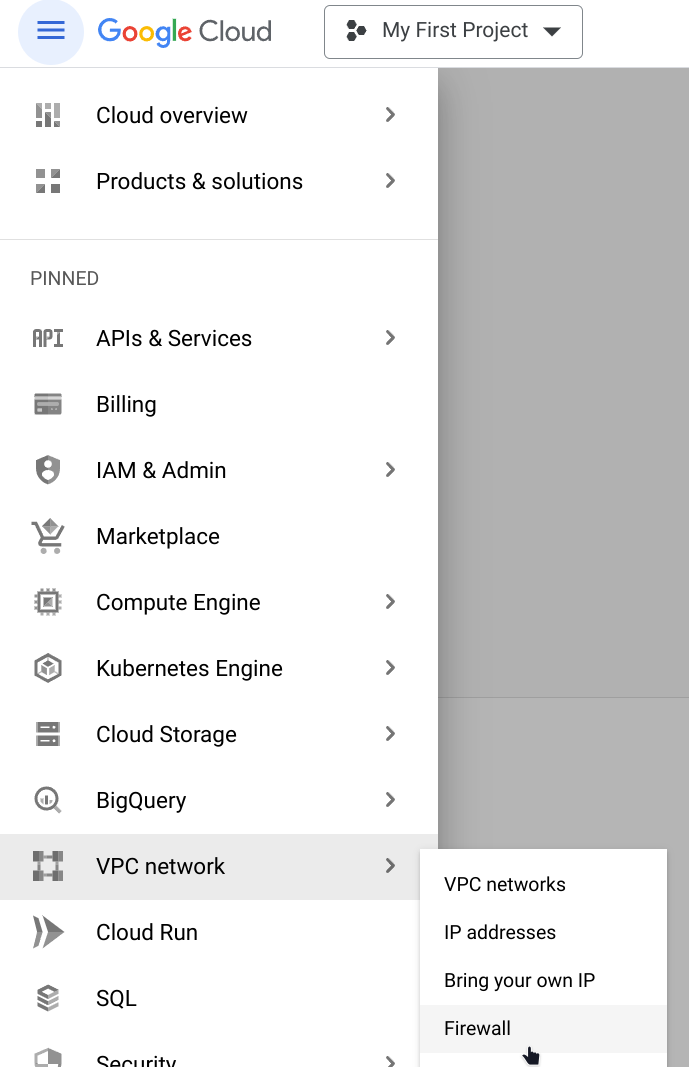 Google Cloud
My First Project
Cloud overview
Products & solutions
PINNED
API APIs & Services
Billing
IAM & Admin
Marketplace
Compute Engine
Kubernetes Engine
Cloud Storage
BigQuery
VPC network
VPC networks
IP addresses
Bring your own IP
Firewall
Cloud Run
SQL
Security